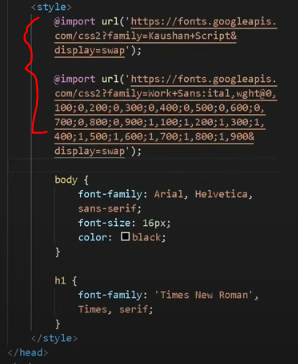 <style>
@import url('https://fonts.googleapis.
com/css2?family=Kaushan+Script&
display=swap');
@import url('https://fonts.googleapis.
com/css2?family=Work+Sans:ital,wght@0,
100;0,200;0,300;0,400;0,500;0,600;0,
700;0,800;0,900;1,100;1,200;1,300;1,
400;1,500;1,600;1,700;1,800;1,900&
display=swap');
body {
font-family: Arial, Helvetica,
sans-serif;
font-size: 16px;
color: black;
}
h1 {
font-family: 'Times New Roman',
Times, serif;
}
</style>
</head>